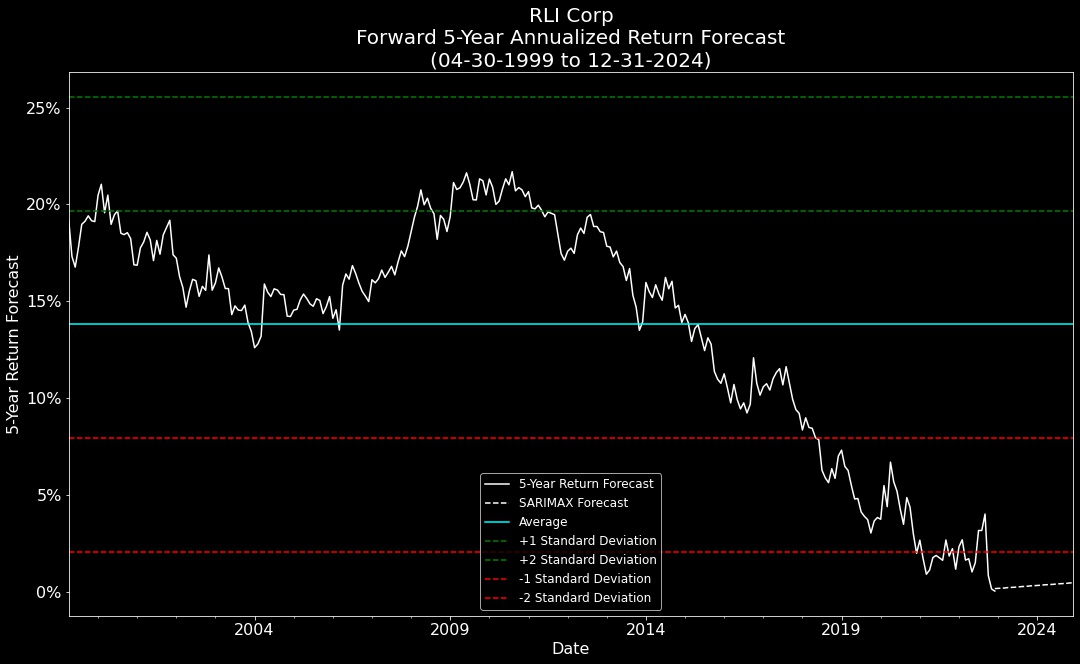 RLI Corp
Forward 5-Year Annualized Return Forecast
(04-30-1999 to 12-31-2024)
5-Year Return Forecast
25%
20%
15%
10%
5%
0%
5-Year Return Forecast
SARIMAX Forecast
Average
+1 Standard Deviation
+2 Standard Deviation
-1 Standard Deviation
-2 Standard Deviation
2004
2009
2014
2019
2024
Date